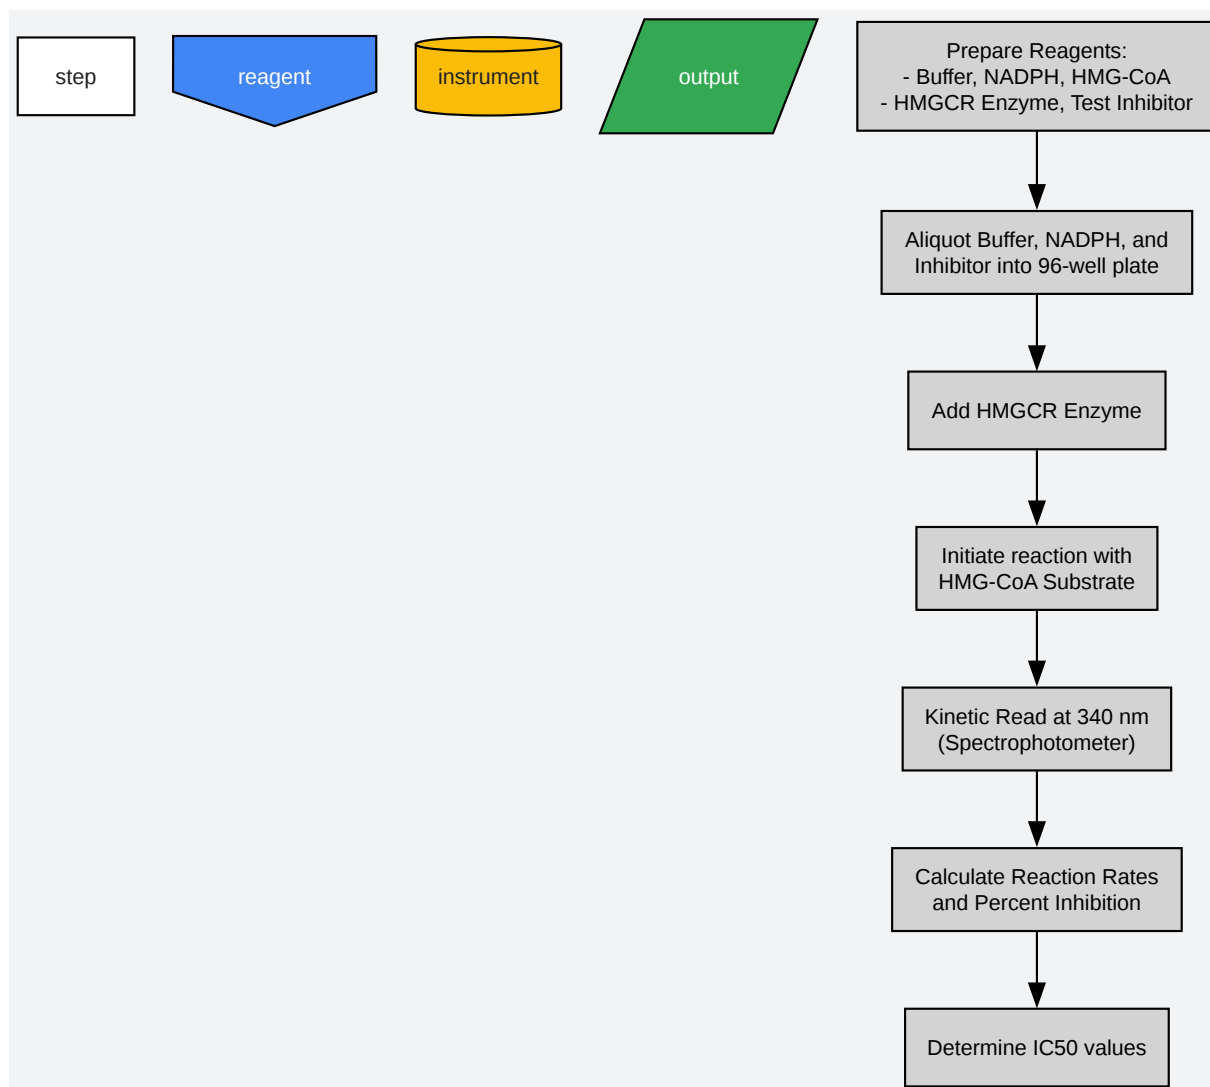 step
reagent
instrument
output
Prepare Reagents:
- Buffer, NADPH, HMG-CoA
- HMGCR Enzyme, Test Inhibitor
Aliquot Buffer, NADPH, and
Inhibitor into 96-well plate
Add HMGCR Enzyme
Initiate reaction with
HMG-CoA Substrate
Kinetic Read at 340 nm
(Spectrophotometer)
Calculate Reaction Rates
and Percent Inhibition
Determine IC50 values